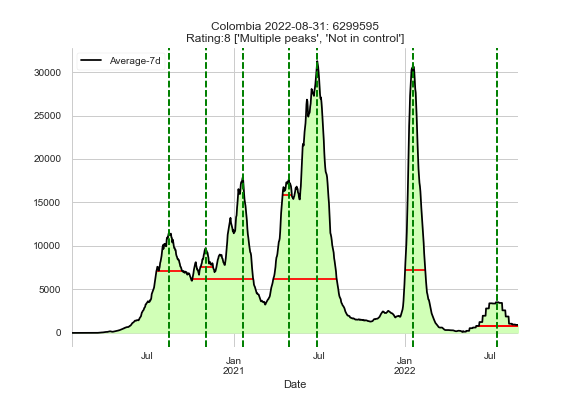 Colombia 2022-08-31: 6299595
Rating:8 ['Multiple peaks', 'Not in control']
Average-7d
30000
25000
20000
15000
10000
5000
0
Jul
Jan
2021
Jul
Jan
2022
Jul
Date